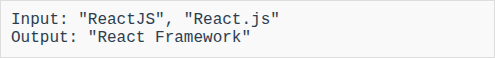 Input: "ReactJS", "React.js"
Output: "React Framework"